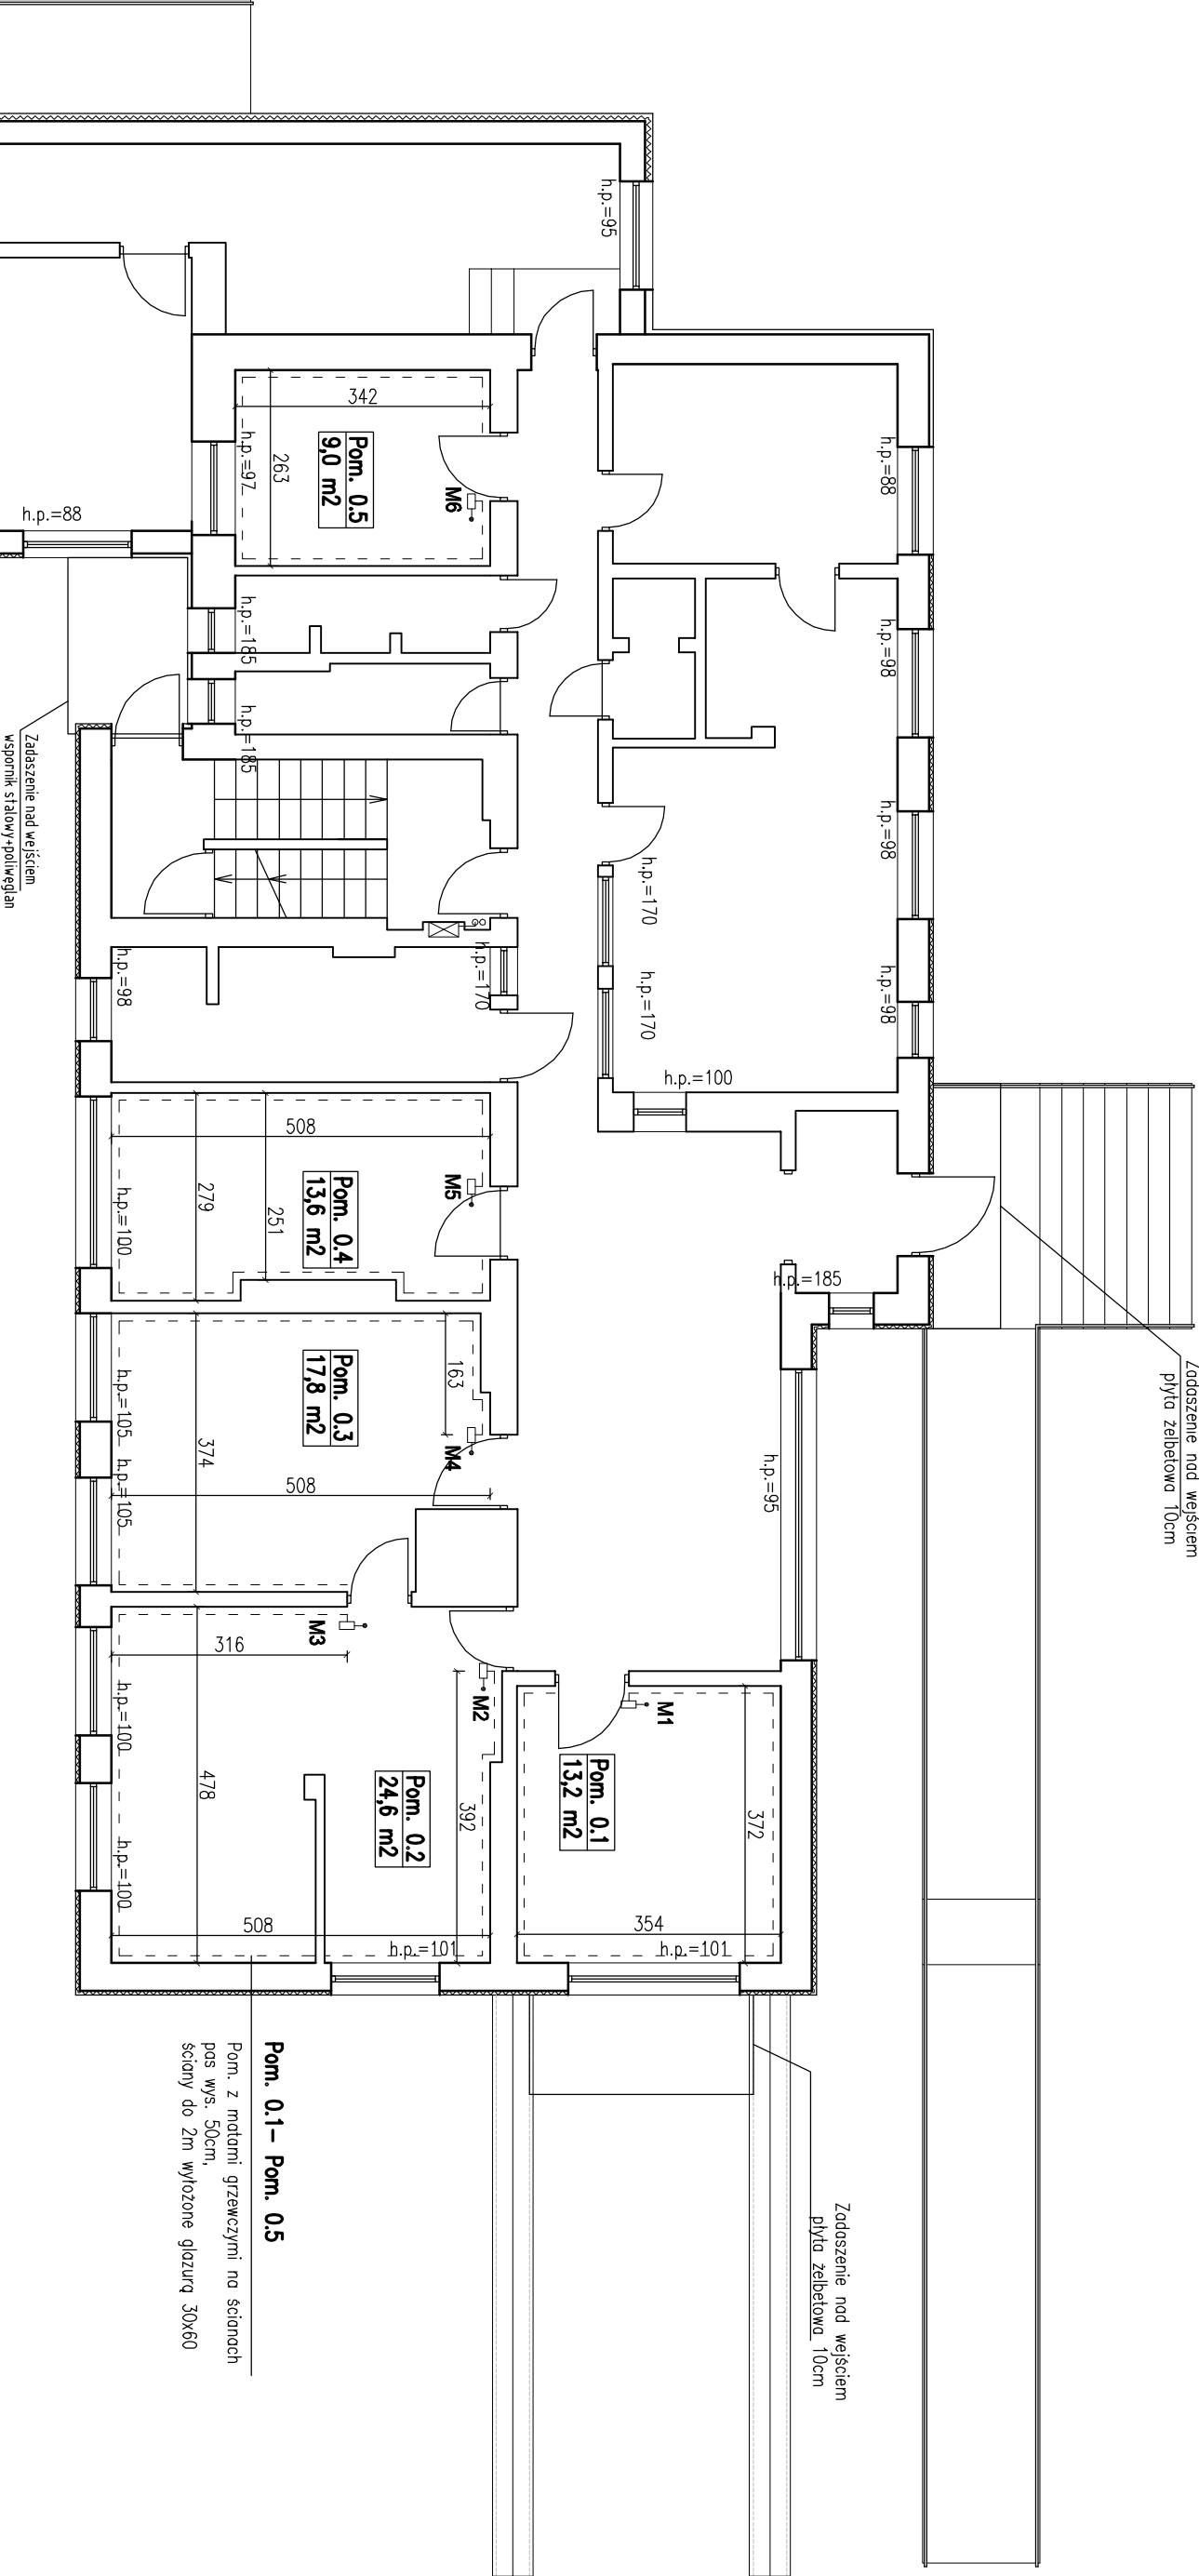 Zadaszenie nad wejściem
płyta żelbetowa 10cm
h.p.=88
h.p.=98
h.p.=98
h.p.=98
h.p.=95
h.p.=170
h.p.=170
h.p.=100
h.p.=185
h.p.=95
342
263
Pom. 0.5
9,0 m2
M6
h.p.=97
h.p.=88
h.p.=185
h.p.=185
Zadaszenie nad wejściem
wspornik stalowy+poliwęglan
h.p.=170
h.p.=98
508
279
251
Pom. 0.4
13,6 m2
M5
h.p.=100
163
Pom. 0.3
17,8 m2
M4
374
508
h.p.=105
h.p.=105
M3
316
M2
Pom. 0.2
24,6 m2
392
478
508
h.p.=100
h.p.=100
h.p.=101
M1
Pom. 0.1
13,2 m2
372
354
h.p.=101
Zadaszenie nad wejściem
płyta żelbetowa 10cm
Pom. 0.1– Pom. 0.5
Pom. z matami grzewczymi na ścianach
pas wys. 50cm,
ściany do 2m wyłożone glazurą 30x60